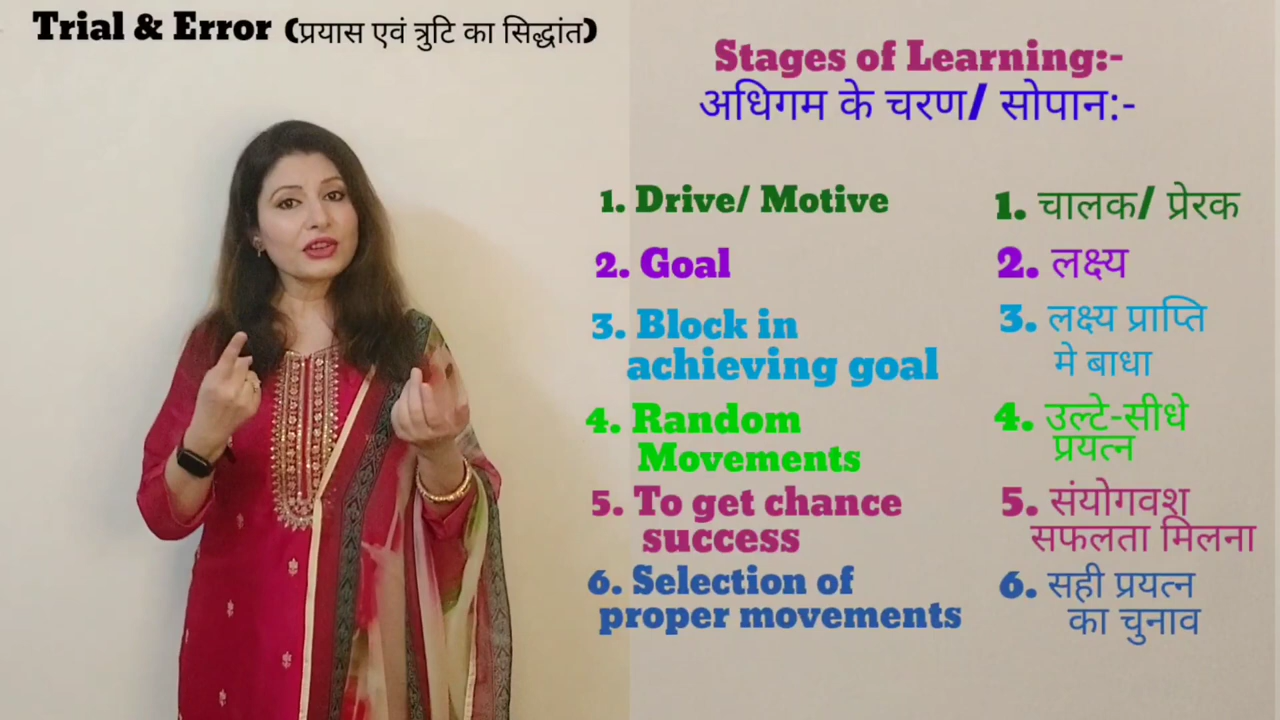 Trial & Error (प्रयास एवं त्रुटि का सिद्धांत)
Stages of Learning:-
अधिगम के चरण/ सोपान:-
1. Drive/ Motive
2. Goal
3. Block in
achieving goal
4. Random
Movements
5. To get chance
success
6. Selection of
proper movements
1. चालक/ प्रेरक
2. लक्ष्य
3. लक्ष्य प्राप्ति
मे बाधा
4. उल्टे-सीधे
प्रयत्न
5. संयोगवश
सफलता मिलना
6. सही प्रयत्न
का चुनाव